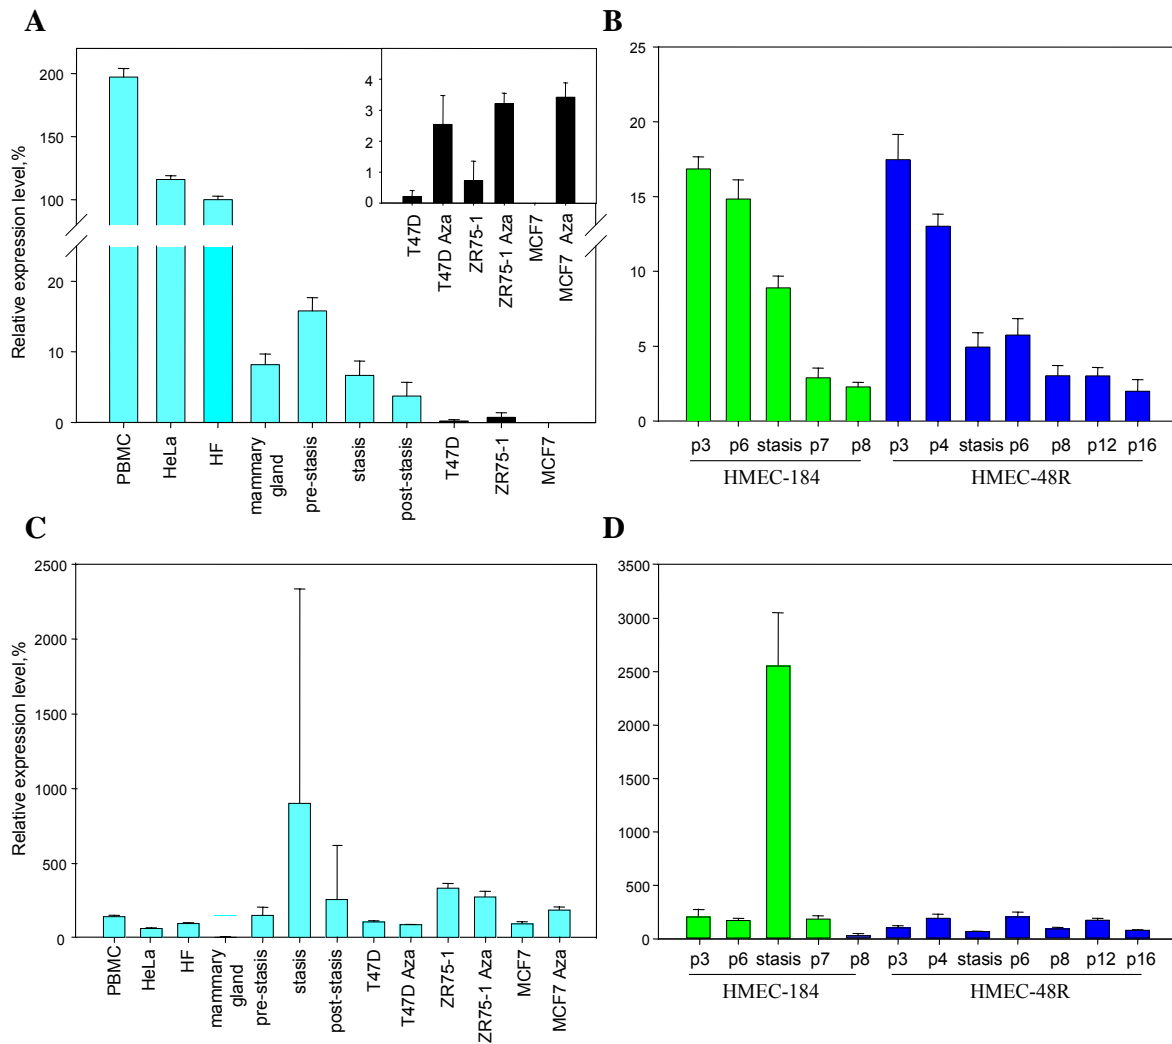 A
Relative expression level,%
200
150
100
20
10
0
PBMC
HeLa
HF
mammary
gland
pre-stasis
stasis
post-stasis
T47D
ZR75-1
MCF7
4
3
2
1
0
T47D
T47D Aza
ZR75-1
ZR75-1 Aza
MCF7
MCF7 Aza
B
25
20
15
10
5
0
p3 p6 stasis p7 p8 p3 p4 stasis p6 p8 p12 p16
HMEC-184 HMEC-48R
C
Relative expression level,%
2500
2000
1500
1000
500
0
PBMC
HeLa
HF
mammary
gland
pre-stasis
stasis
post-stasis
T47D
T47D Aza
ZR75-1
ZR75-1 Aza
MCF7
MCF7 Aza
D
3500
3000
2500
2000
1500
1000
500
0
p3 p6 stasis p7 p8 p3 p4 stasis p6 p8 p12 p16
HMEC-184 HMEC-48R